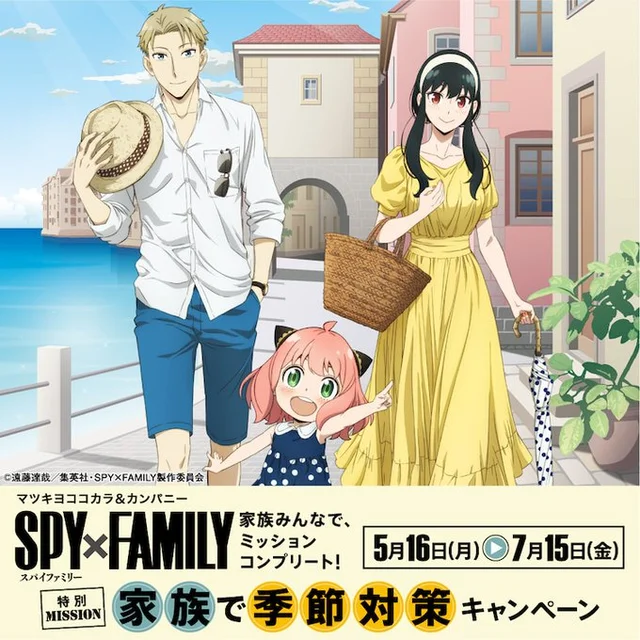 ©遠藤達哉／集英社・SPY×FAMILY製作委員会
マツキヨココカラ&カンパニー
SPY×FAMILY
スパイファミリー
家族みんなで、
ミッション
コンプリート!
5月16日(月)▶7月15日(金)
特別
MISSION
家族で季節対策キャンペーン